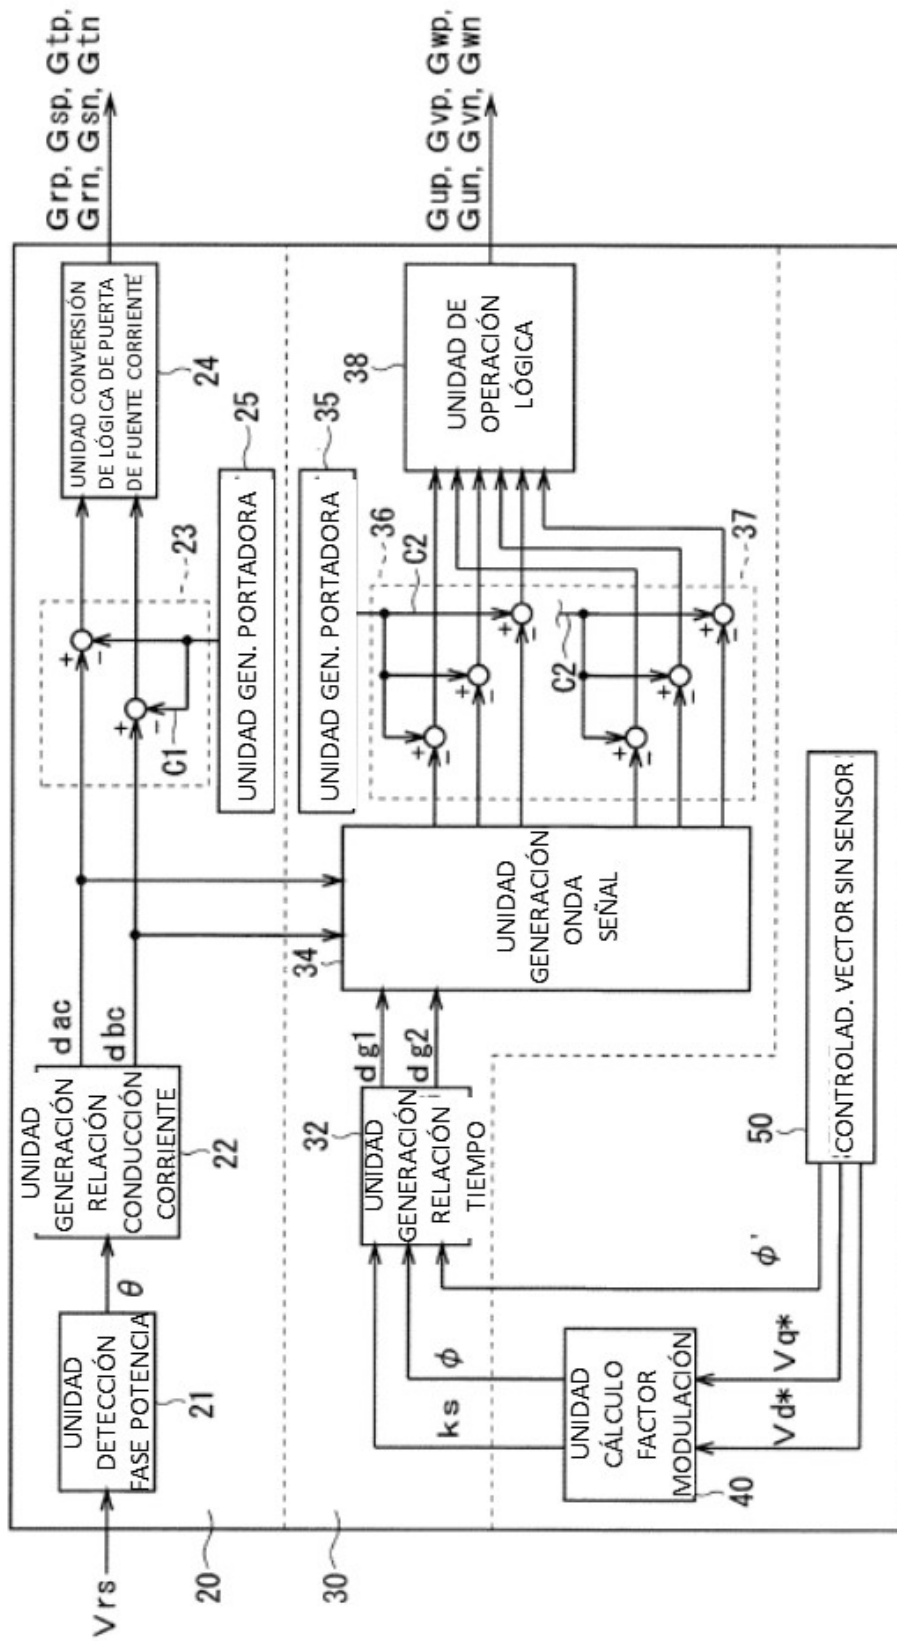 Vrs
UNIDAD
DETECCIÓN
FASE POTENCIA
21
θ
UNIDAD
GENERACIÓN
RELACIÓN
CONDUCCIÓN
CORRIENTE
22
dac
dbc
C1
23
UNIDAD CONVERSIÓN
DE LÓGICA DE PUERTA
DE FUENTE CORRIENTE
24
Grp, Gsp, Gtp,
Grn, Gsn, Gtn
UNIDAD GEN. PORTADORA
25
20
30
UNIDAD GEN. PORTADORA
35
32
UNIDAD
GENERACIÓN
RELACIÓN
TIEMPO
dg1
dg2
34
UNIDAD
GENERACIÓN
ONDA
SEÑAL
36
C2
C2
37
38
UNIDAD DE
OPERACIÓN
LÓGICA
Gup, Gvp, Gwp
Gun, Gvn, Gwn
ks
ϕ
ϕ'
UNIDAD
CÁLCULO
FACTOR
MODULACIÓN
40
Vd*
Vq*
50
CONTROLAD. VECTOR SIN SENSOR
+
-
+
-
+
-
+
-
+
-
+
-
+
-
+
-